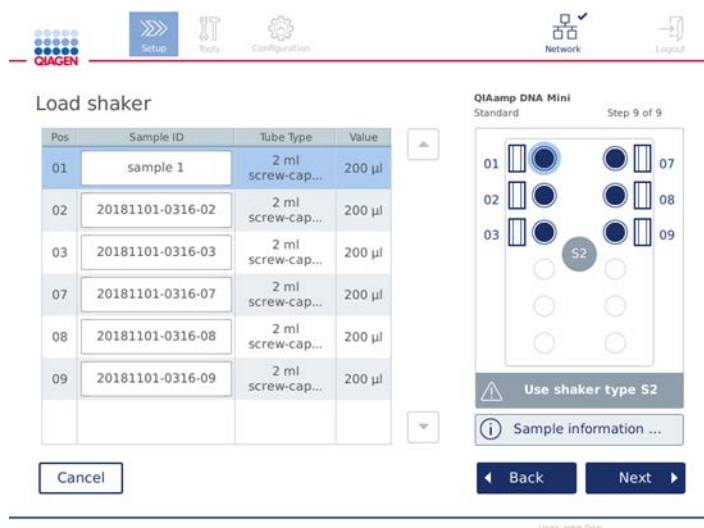 QIAGEN
Setup
Tools
Configuration
Network
Logout
Load shaker
QIAamp DNA Mini
Standard Step 9 of 9
Pos Sample ID Tube Type Value
01 sample 1 2 ml screw-cap... 200 µl
02 20181101-0316-02 2 ml screw-cap... 200 µl
03 20181101-0316-03 2 ml screw-cap... 200 µl
07 20181101-0316-07 2 ml screw-cap... 200 µl
08 20181101-0316-08 2 ml screw-cap... 200 µl
09 20181101-0316-09 2 ml screw-cap... 200 µl
01 07
02 08
03 09
S2
Use shaker type S2
Sample information ...
Cancel
Back
Next